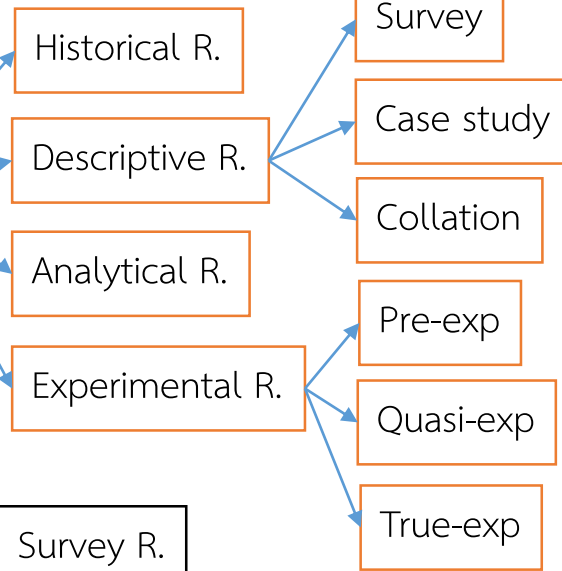 Historical R.
Descriptive R.
Analytical R.
Experimental R.
Survey
Case study
Collation
Pre-exp
Quasi-exp
True-exp
Survey R.